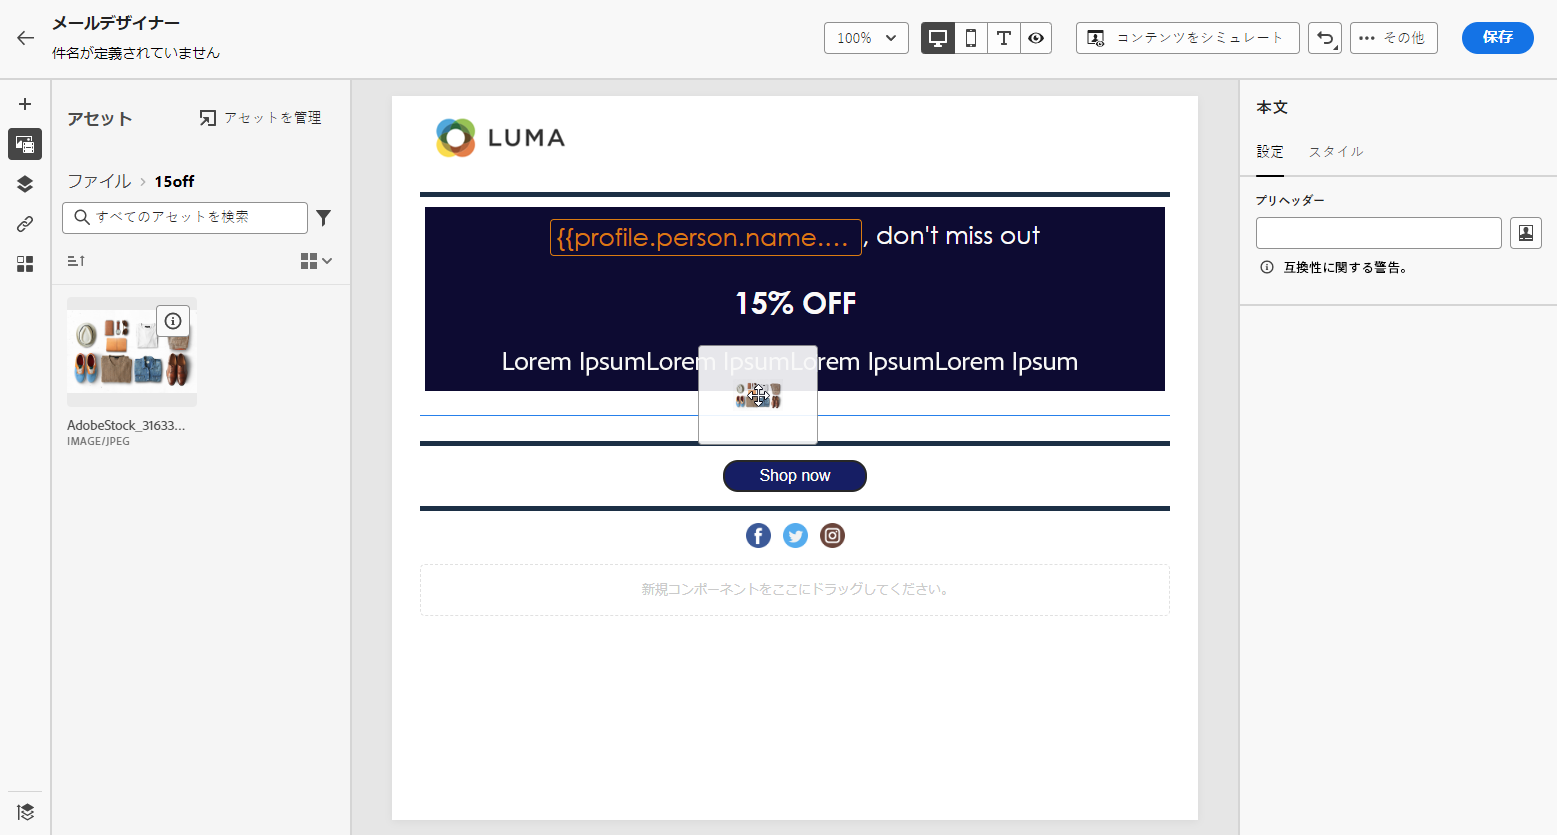 メールデザイナー
件名が定義されていません
100%
コンテンツをシミュレート
••• その他
保存
アセット
アセットを管理
ファイル › 15off
すべてのアセットを検索
AdobeStock_31633...
IMAGE/JPEG
LUMA
{{profile.person.name.... , don't miss out
15% OFF
Lorem IpsumLorem IpsumLorem IpsumLorem Ipsum
Shop now
新規コンポーネントをここにドラッグしてください。
本文
設定
スタイル
プリヘッダー
互換性に関する警告。